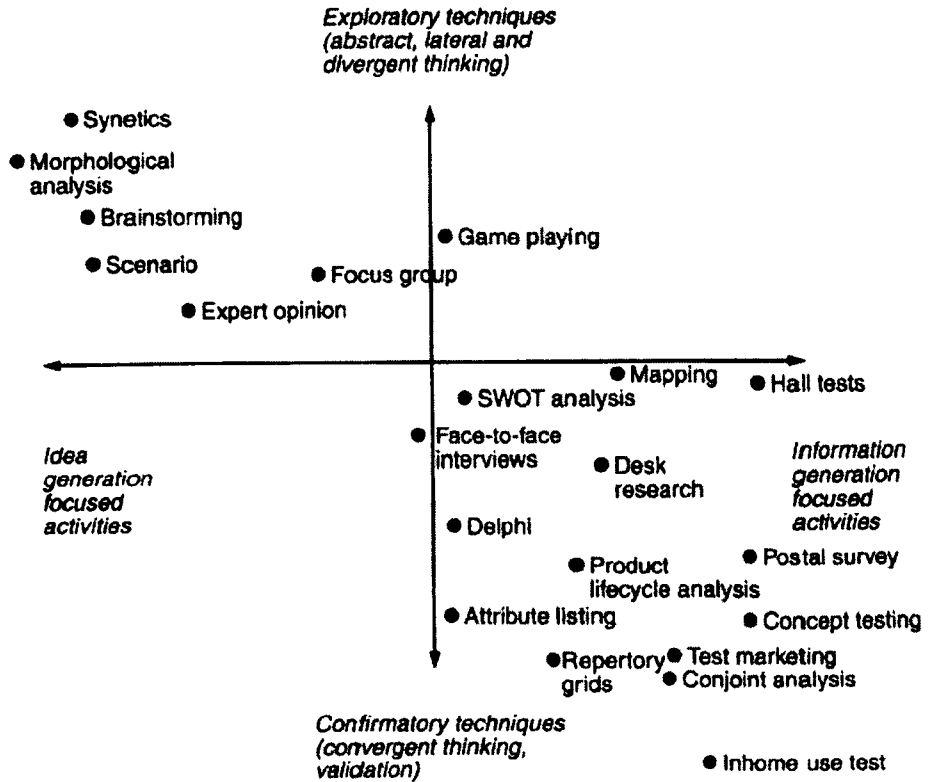 Exploratory techniques
(abstract, lateral and
divergent thinking)
Synetics
Morphological
analysis
Brainstorming
Game playing
Scenario
Focus group
Expert opinion
Mapping
Hall tests
SWOT analysis
Face-to-face
interviews
Idea
generation
focused
activities
Desk
research
Information
generation
focused
activities
Delphi
Postal survey
Product
lifecycle analysis
Attribute listing
Concept testing
Repertory
grids
Test marketing
Conjoint analysis
Confirmatory techniques
(convergent thinking,
validation)
Inhome use test